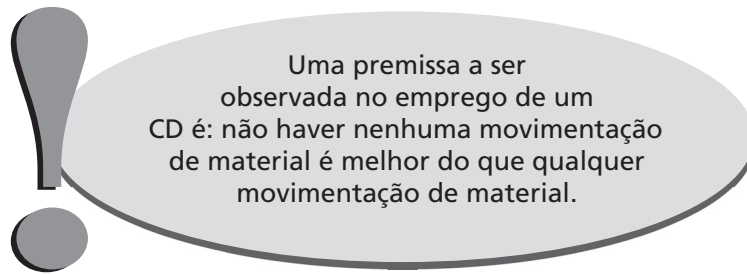 Uma premissa a ser
observada no emprego de um
CD é: não haver nenhuma movimentação
de material é melhor do que qualquer
movimentação de material.